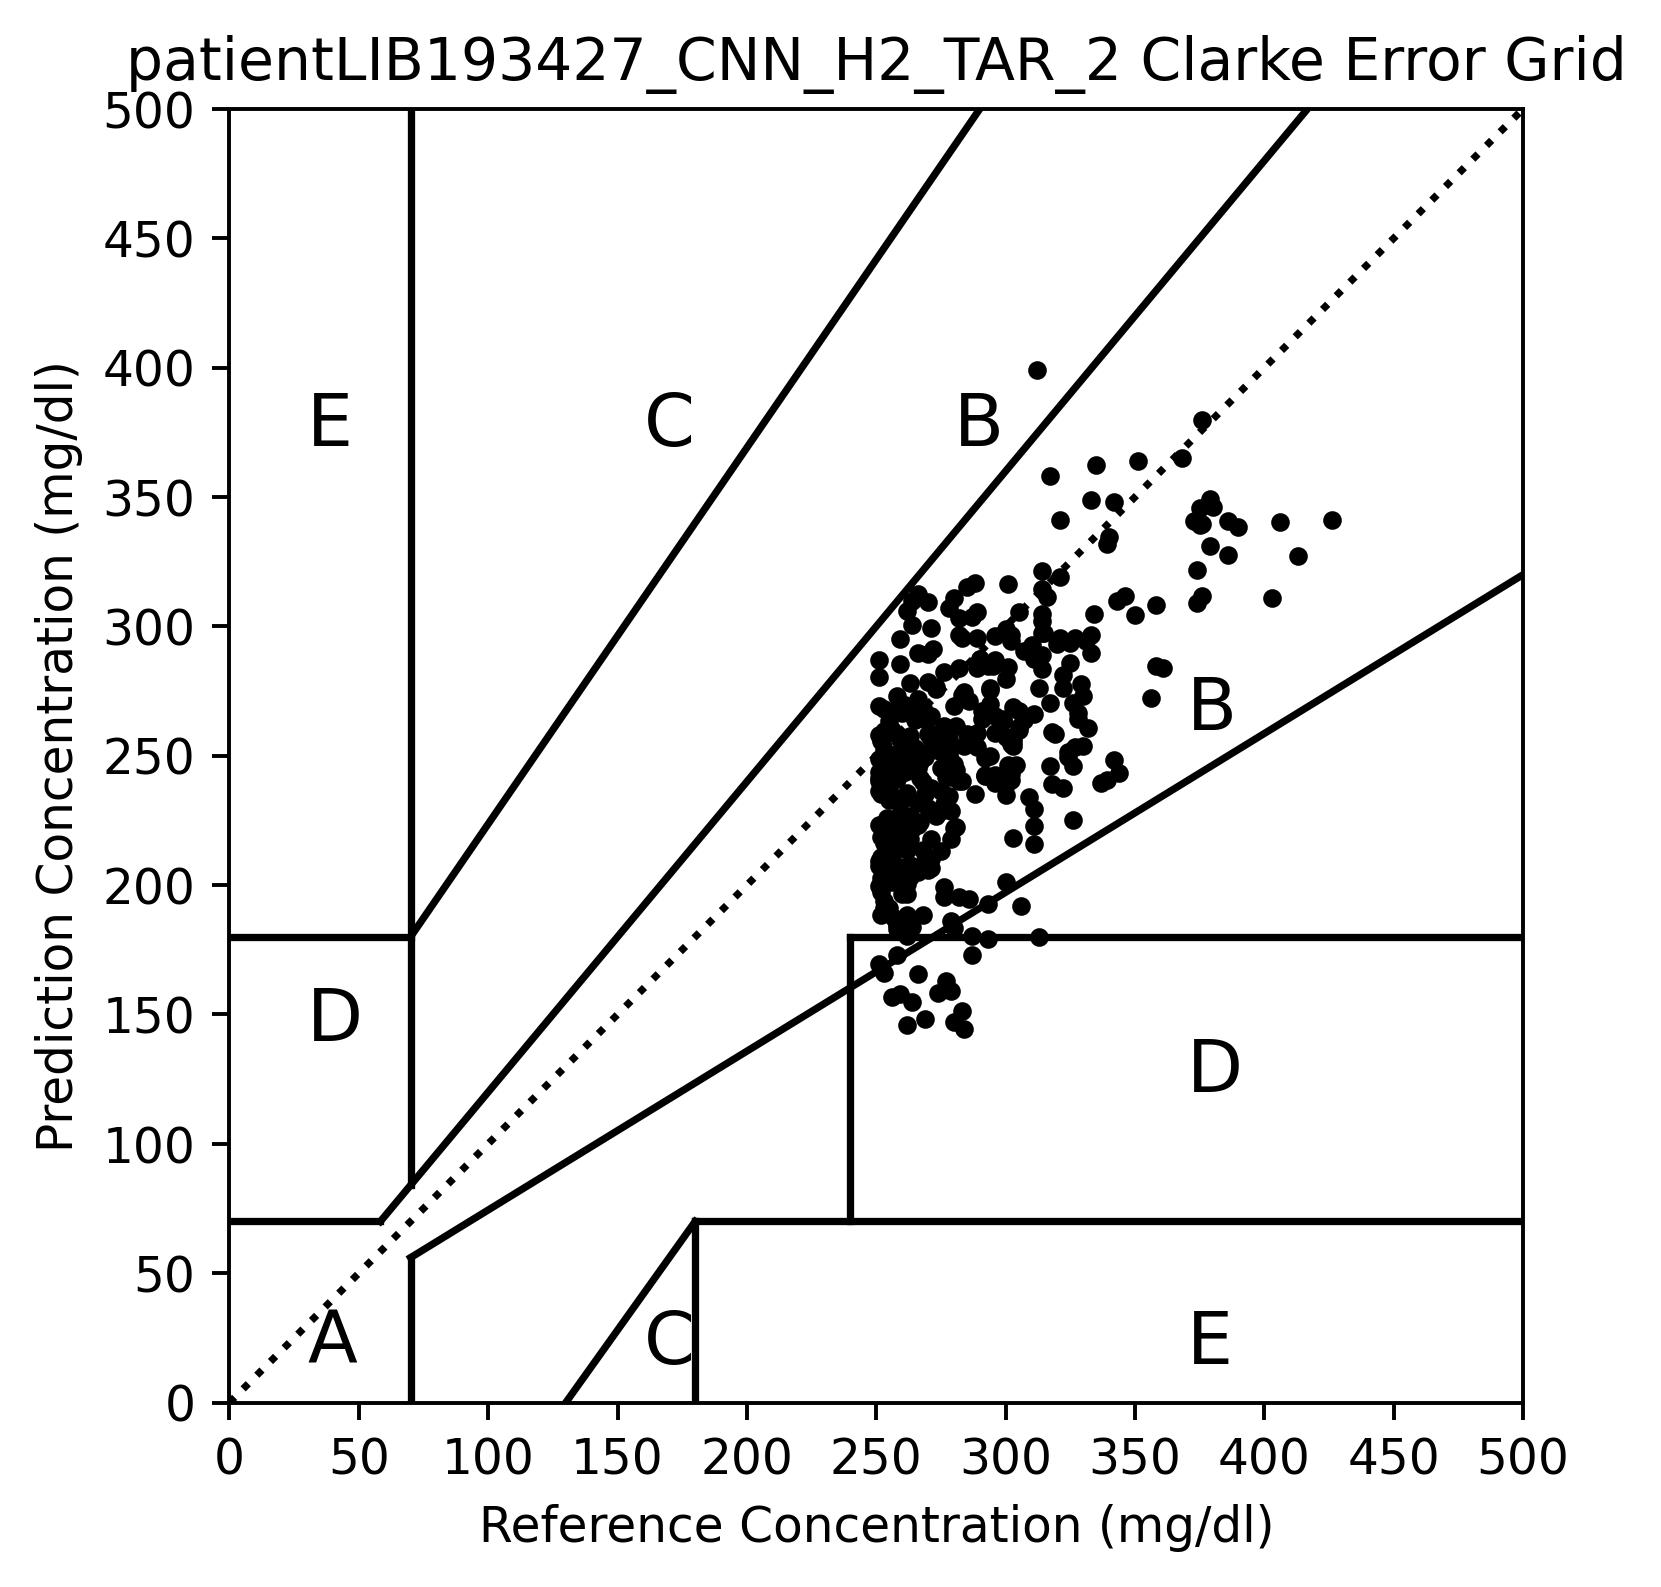 patientLIB193427_CNN_H2_TAR_2 Clarke Error Grid
Prediction Concentration (mg/dl)
500
450
400
350
300
250
200
150
100
50
0
E
C
B
B
D
D
A
C
E
0 50 100 150 200 250 300 350 400 450 500
Reference Concentration (mg/dl)